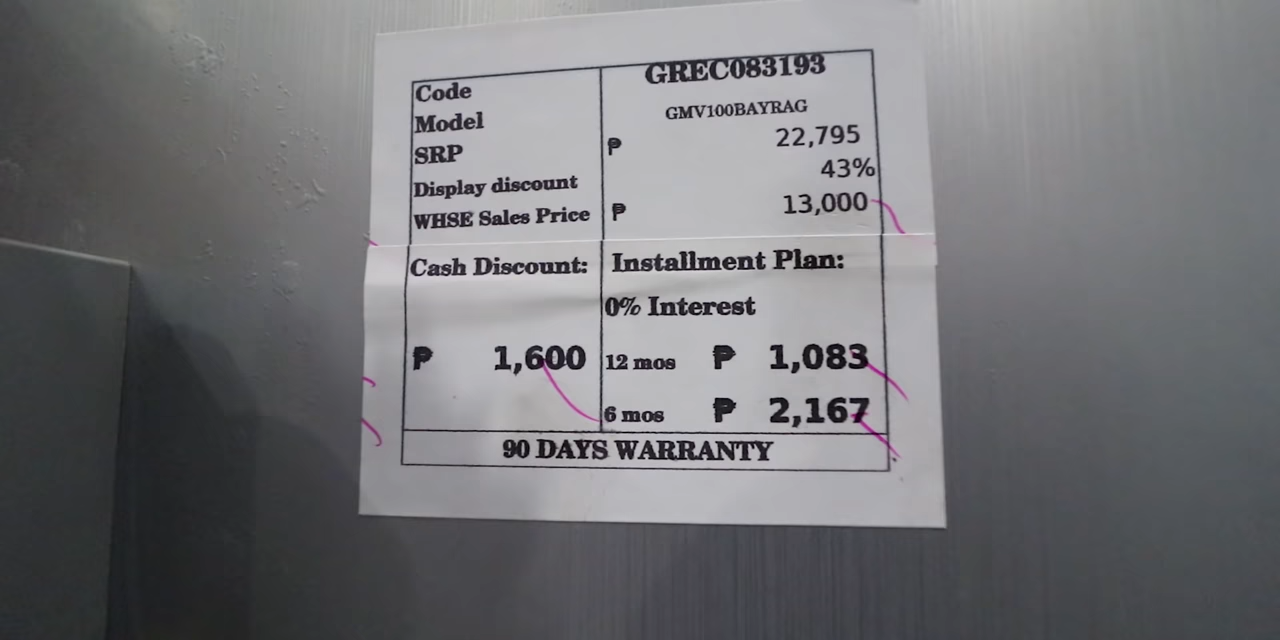 Code GREC083193
Model GMV100BAYRAG
SRP ₱ 22,795
Display discount 43%
WHSE Sales Price ₱ 13,000
Cash Discount: Installment Plan:
0% Interest
₱ 1,600 12 mos ₱ 1,083
6 mos ₱ 2,167
90 DAYS WARRANTY